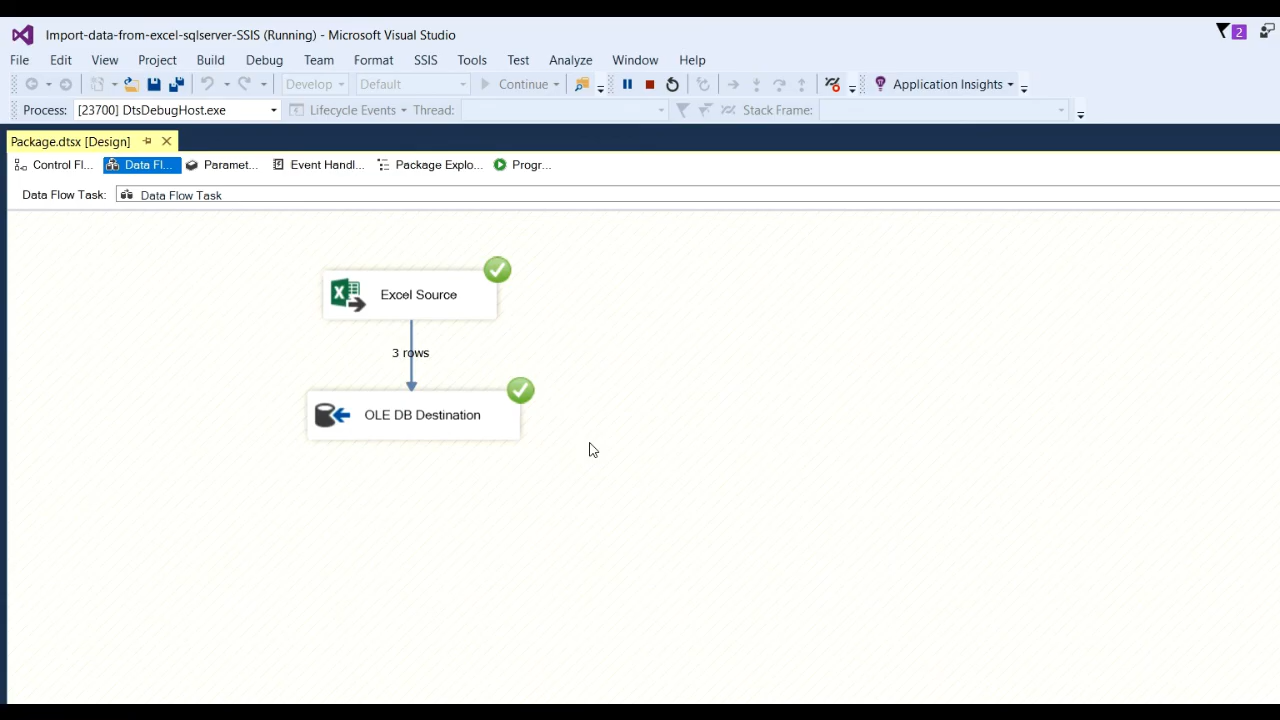 Import-data-from-excel-sqlserver-SSIS (Running) - Microsoft Visual Studio
2
File Edit View Project Build Debug Team Format SSIS Tools Test Analyze Window Help
Develop Default Continue Application Insights
Process: [23700] DtsDebugHost.exe Lifecycle Events Thread: Stack Frame:
Package.dtsx [Design]
Control Fl... Data Fl... Paramet... Event Handl... Package Explo... Progr...
Data Flow Task: Data Flow Task
Excel Source
3 rows
OLE DB Destination